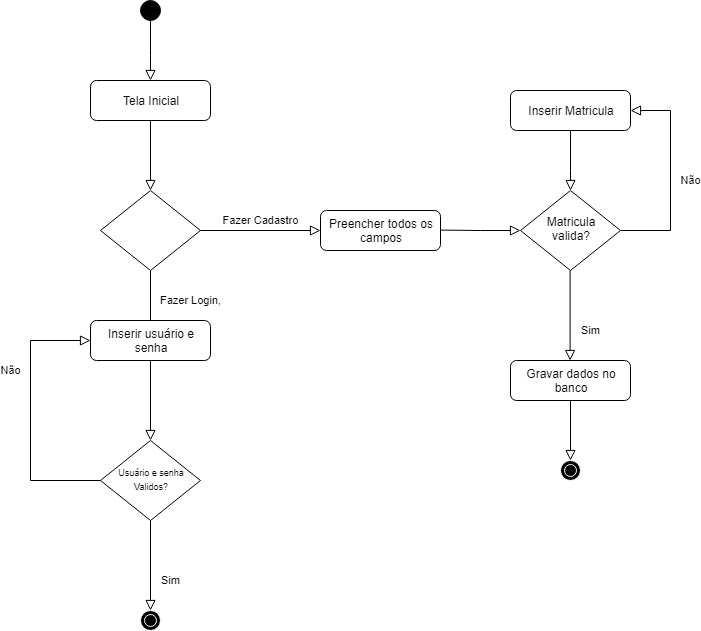 Tela Inicial
Fazer Cadastro
Preencher todos os
campos
Inserir Matricula
Não
Matricula
valida?
Sim
Gravar dados no
banco
Fazer Login,
Inserir usuário e
senha
Não
Usuário e senha
Validos?
Sim